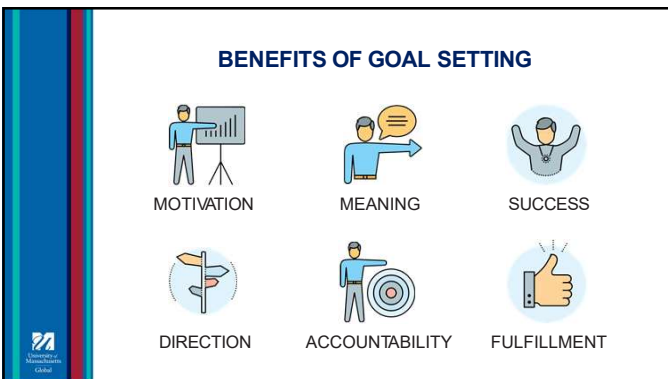 BENEFITS OF GOAL SETTING
MOTIVATION
MEANING
SUCCESS
DIRECTION
ACCOUNTABILITY
FULFILLMENT
University of
Massachusetts
Global